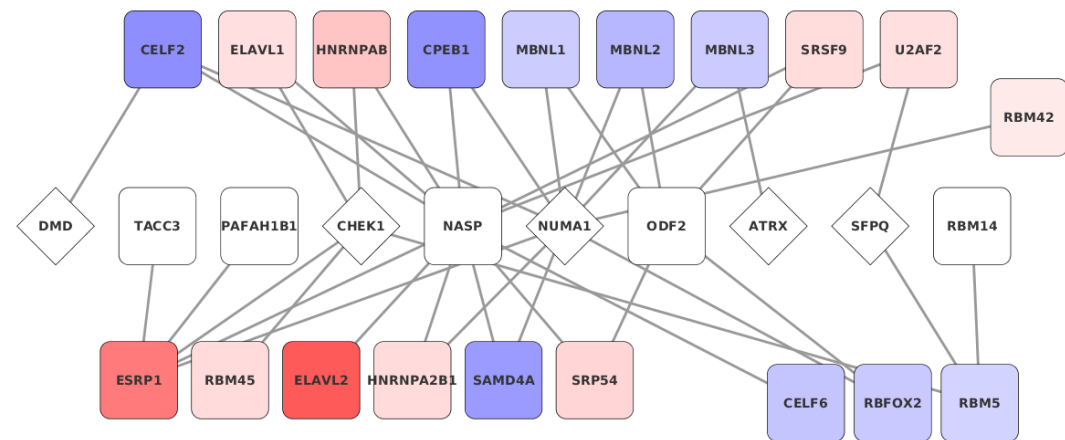 CELF2 ELAVL1 HNRNPAB CPEB1 MBNL1 MBNL2 MBNL3 SRSF9 U2AF2
RBM42
DMD TACC3 PAFAH1B1 CHEK1 NASP NUMA1 ODF2 ATRX SFPQ RBM14
ESRP1 RBM45 ELAVL2 HNRNPA2B1 SAMD4A SRP54
CELF6 RBFOX2 RBM5